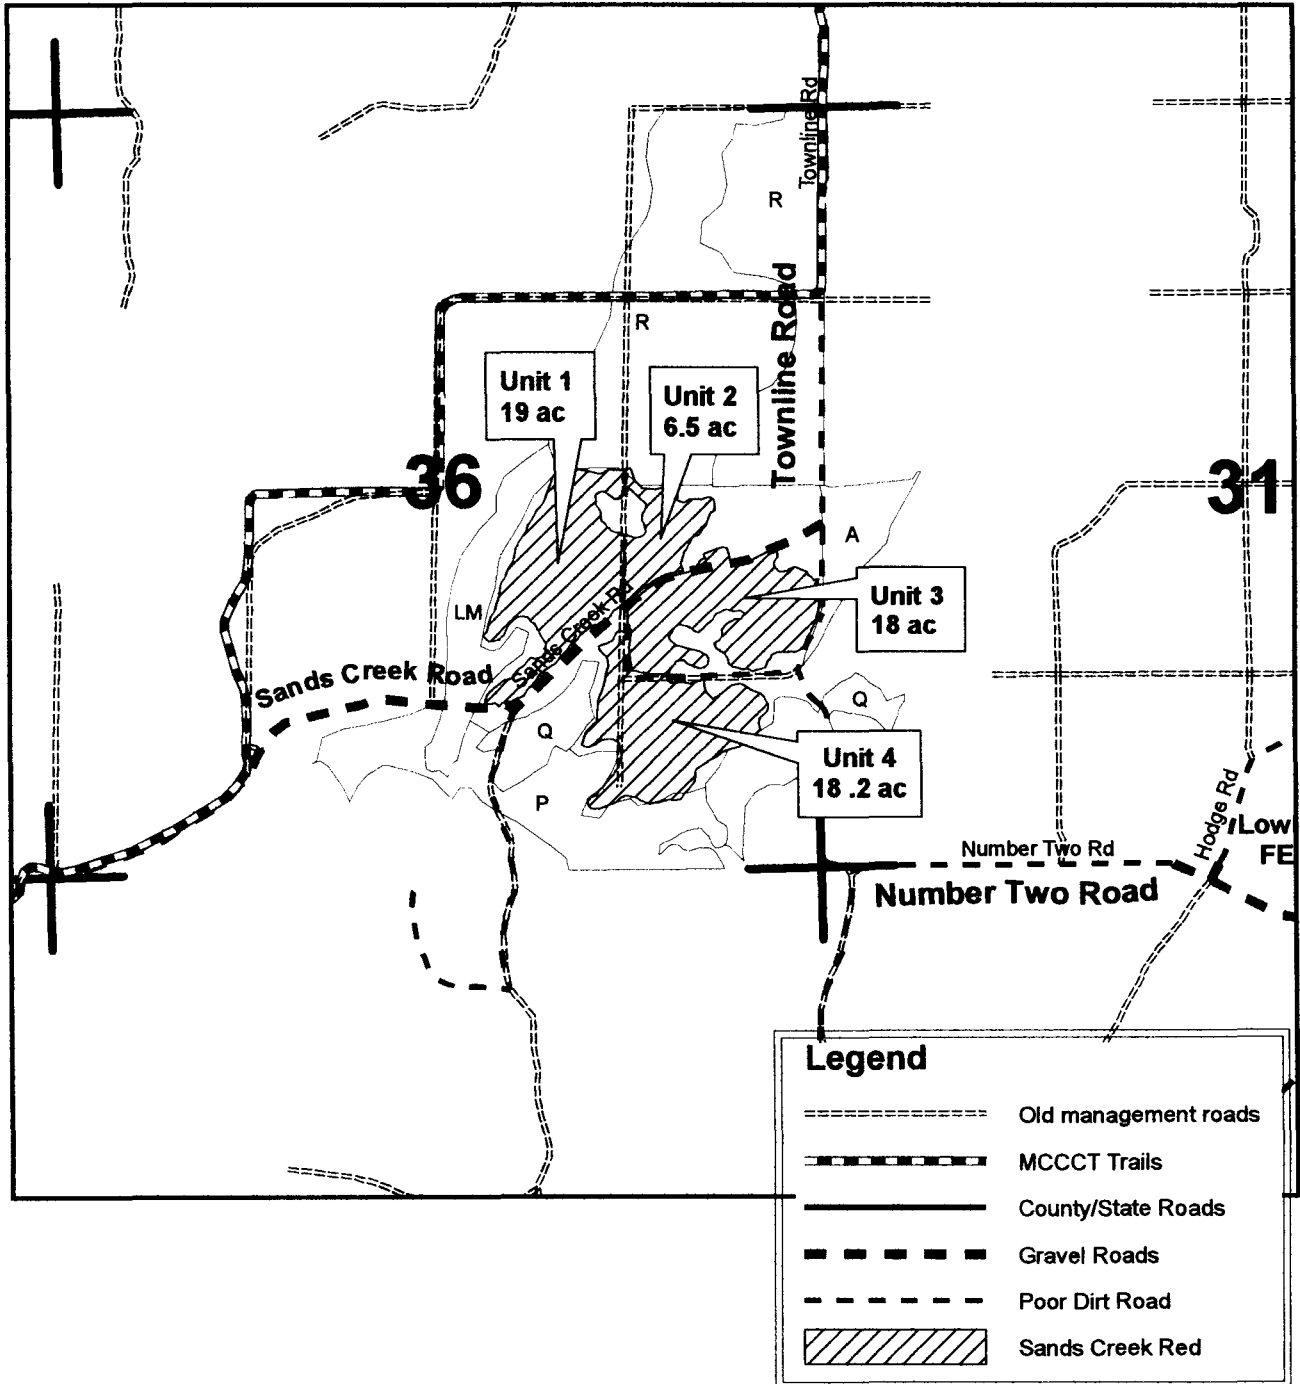 Townline Rd
R
Townline Road
R
Unit 1
19 ac
Unit 2
6.5 ac
36
31
A
Unit 3
18 ac
LM
Sands Creek Rd
Sands Creek Road
Q
Q
Unit 4
18 .2 ac
P
Hodge Rd
Low
FE
Number Two Rd
Number Two Road
Legend
Old management roads
MCCCT Trails
County/State Roads
Gravel Roads
Poor Dirt Road
Sands Creek Red